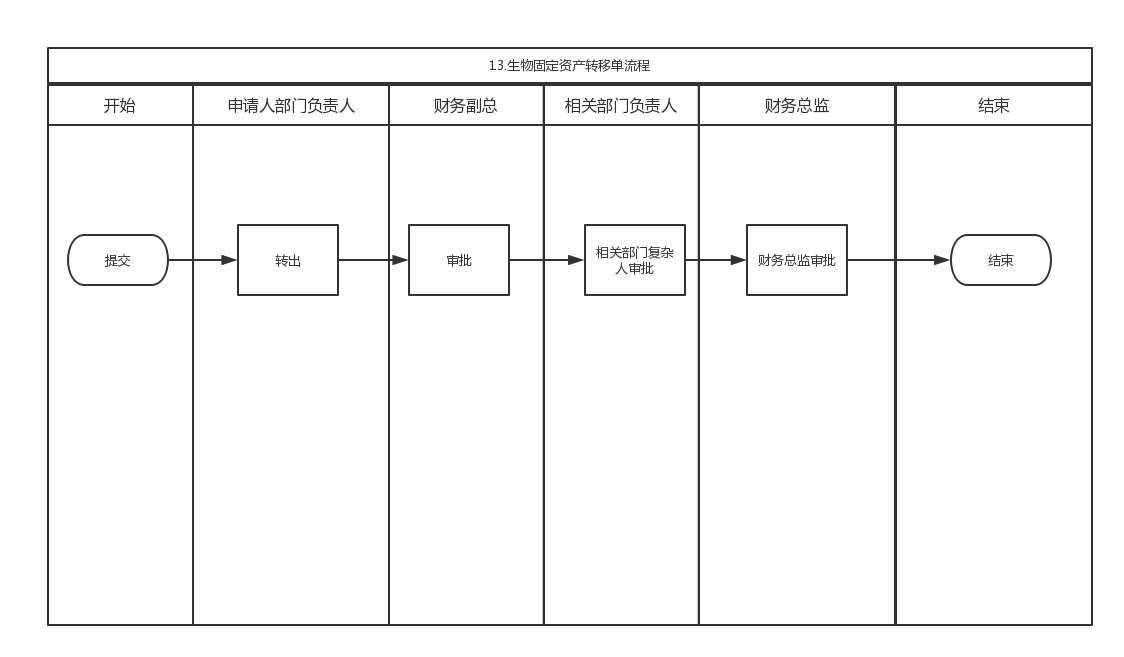 13.生物固定资产转移单流程
开始
申请人部门负责人
财务副总
相关部门负责人
财务总监
结束
提交
转出
审批
相关部门复杂
人审批
财务总监审批
结束